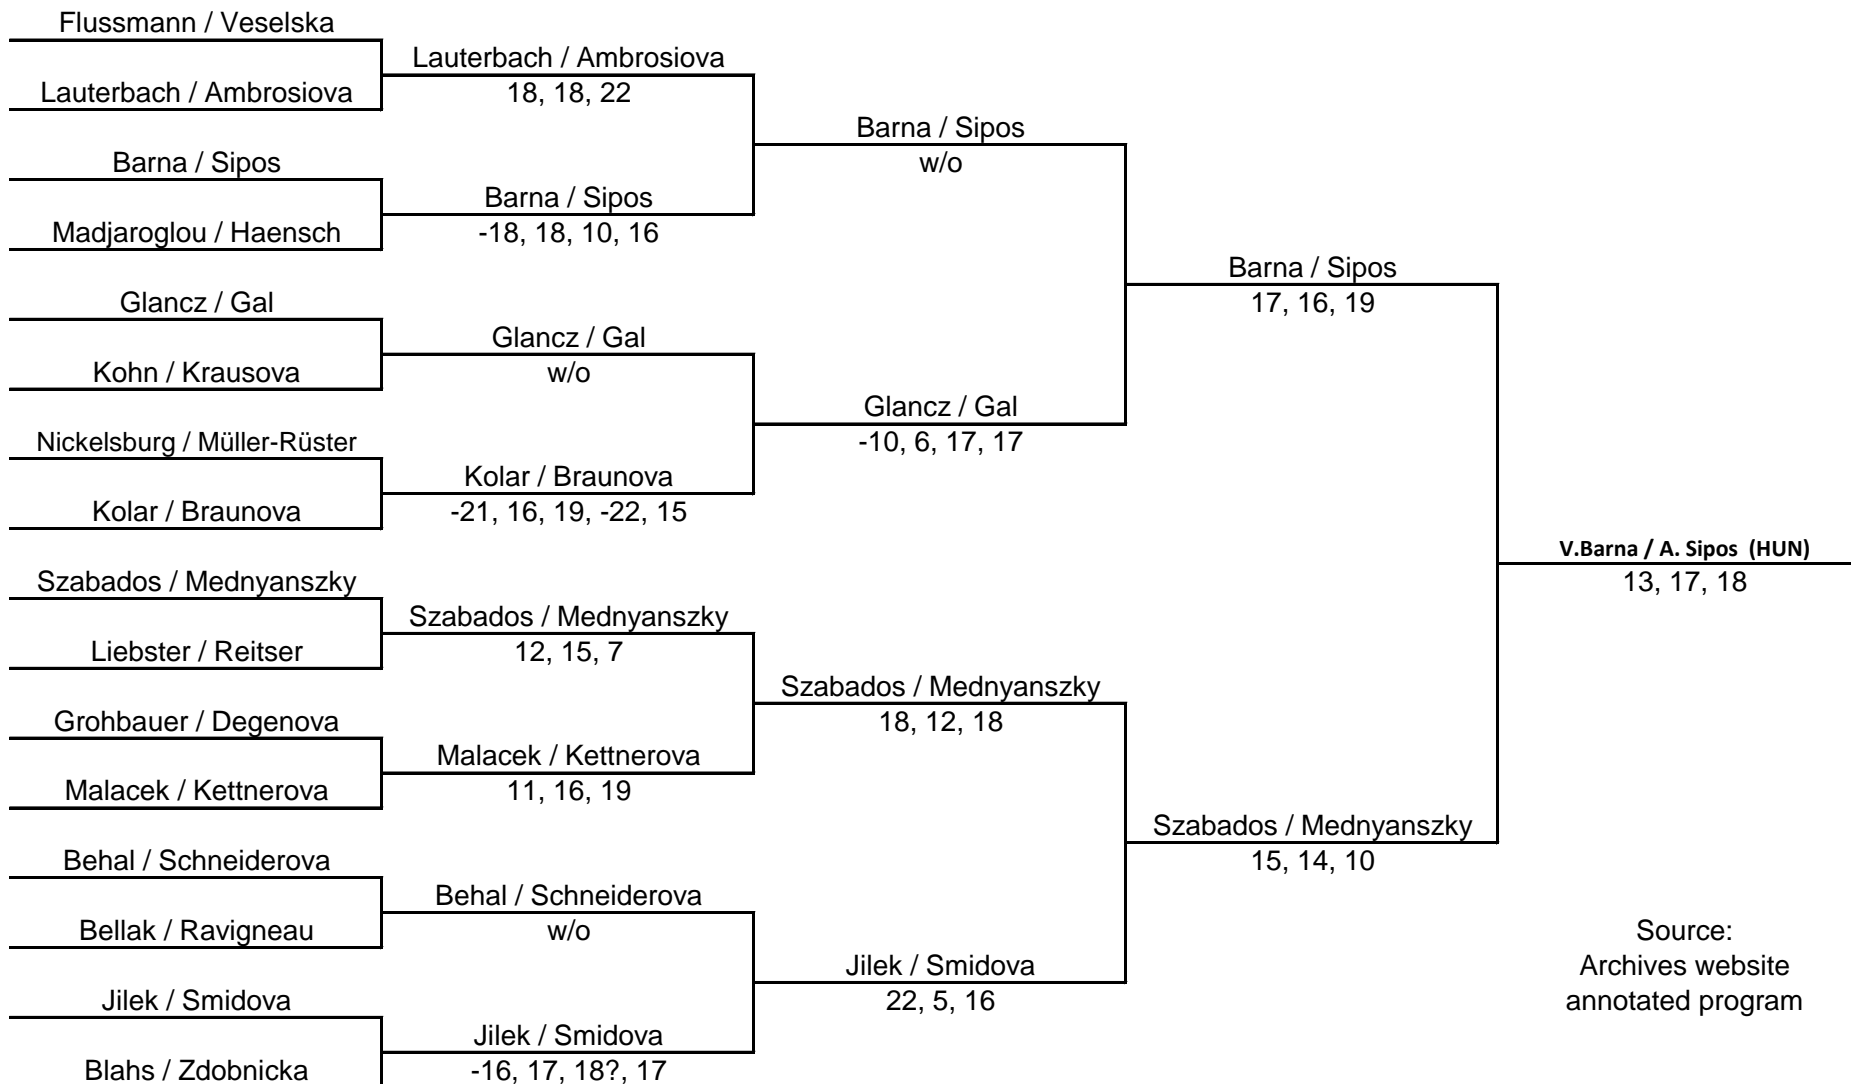 Flussmann / Veselska
Lauterbach / Ambrosiova
Lauterbach / Ambrosiova
18, 18, 22
Barna / Sipos
w/o
Barna / Sipos
Barna / Sipos
Madjaroglou / Haensch
-18, 18, 10, 16
Barna / Sipos
17, 16, 19
Glancz / Gal
Glancz / Gal
Kohn / Krausova
w/o
Glancz / Gal
-10, 6, 17, 17
Nickelsburg / Müller-Rüster
Kolar / Braunova
Kolar / Braunova
-21, 16, 19, -22, 15
V.Barna / A. Sipos (HUN)
13, 17, 18
Szabados / Mednyanszky
Szabados / Mednyanszky
Liebster / Reitser
12, 15, 7
Szabados / Mednyanszky
18, 12, 18
Grohbauer / Degenova
Malacek / Kettnerova
Malacek / Kettnerova
11, 16, 19
Szabados / Mednyanszky
15, 14, 10
Behal / Schneiderova
Behal / Schneiderova
Bellak / Ravigneau
w/o
Jilek / Smidova
22, 5, 16
Jilek / Smidova
Jilek / Smidova
Blahs / Zdobnicka
-16, 17, 18?, 17
Source:
Archives website
annotated program